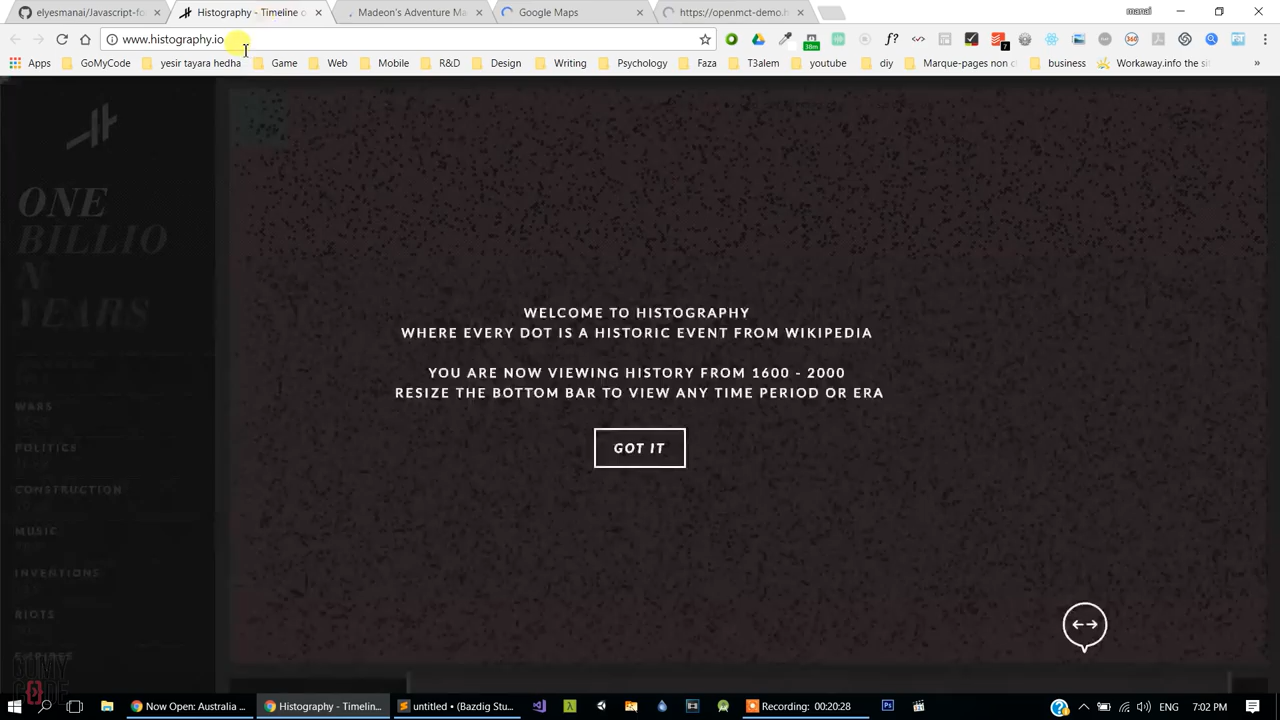 elyesmanai/Javascript-fo
Histography - Timeline o
Madeon's Adventure Ma
Google Maps
https://openmct-demo.h
manai
www.histography.io
38m
7
Apps
GoMyCode
yesir tayara hedha
Game
Web
Mobile
R&D
Design
Writing
Psychology
FaZ
T3alem
youtube
diy
Marque-pages non c
business
Workaway.info the si
ONE
BILLIO
N
YEARS
WARS
POLITICS
CONSTRUCTION
MUSIC
INVENTIONS
RIOTS
EMPIRES
WELCOME TO HISTOGRAPHY
WHERE EVERY DOT IS A HISTORIC EVENT FROM WIKIPEDIA
YOU ARE NOW VIEWING HISTORY FROM 1600 - 2000
RESIZE THE BOTTOM BAR TO VIEW ANY TIME PERIOD OR ERA
GOT IT
Now Open: Australia ...
Histography - Timelin...
untitled • (Bazdig Stu...
Recording: 00:20:28
ENG
7:02 PM